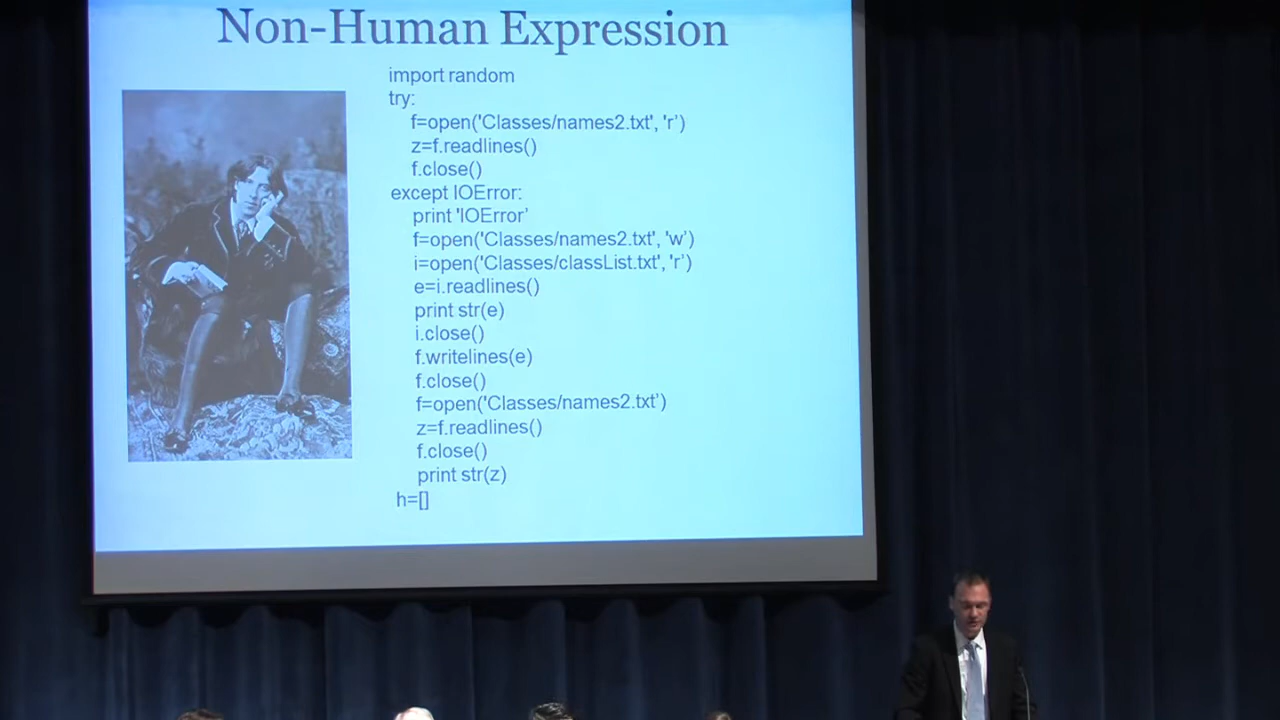 Non-Human Expression
import random
try:
f=open('Classes/names2.txt', 'r')
z=f.readlines()
f.close()
except IOError:
print 'IOError'
f=open('Classes/names2.txt', 'w')
i=open('Classes/classList.txt', 'r')
e=i.readlines()
print str(e)
i.close()
f.writelines(e)
f.close()
f=open('Classes/names2.txt')
z=f.readlines()
f.close()
print str(z)
h=[]